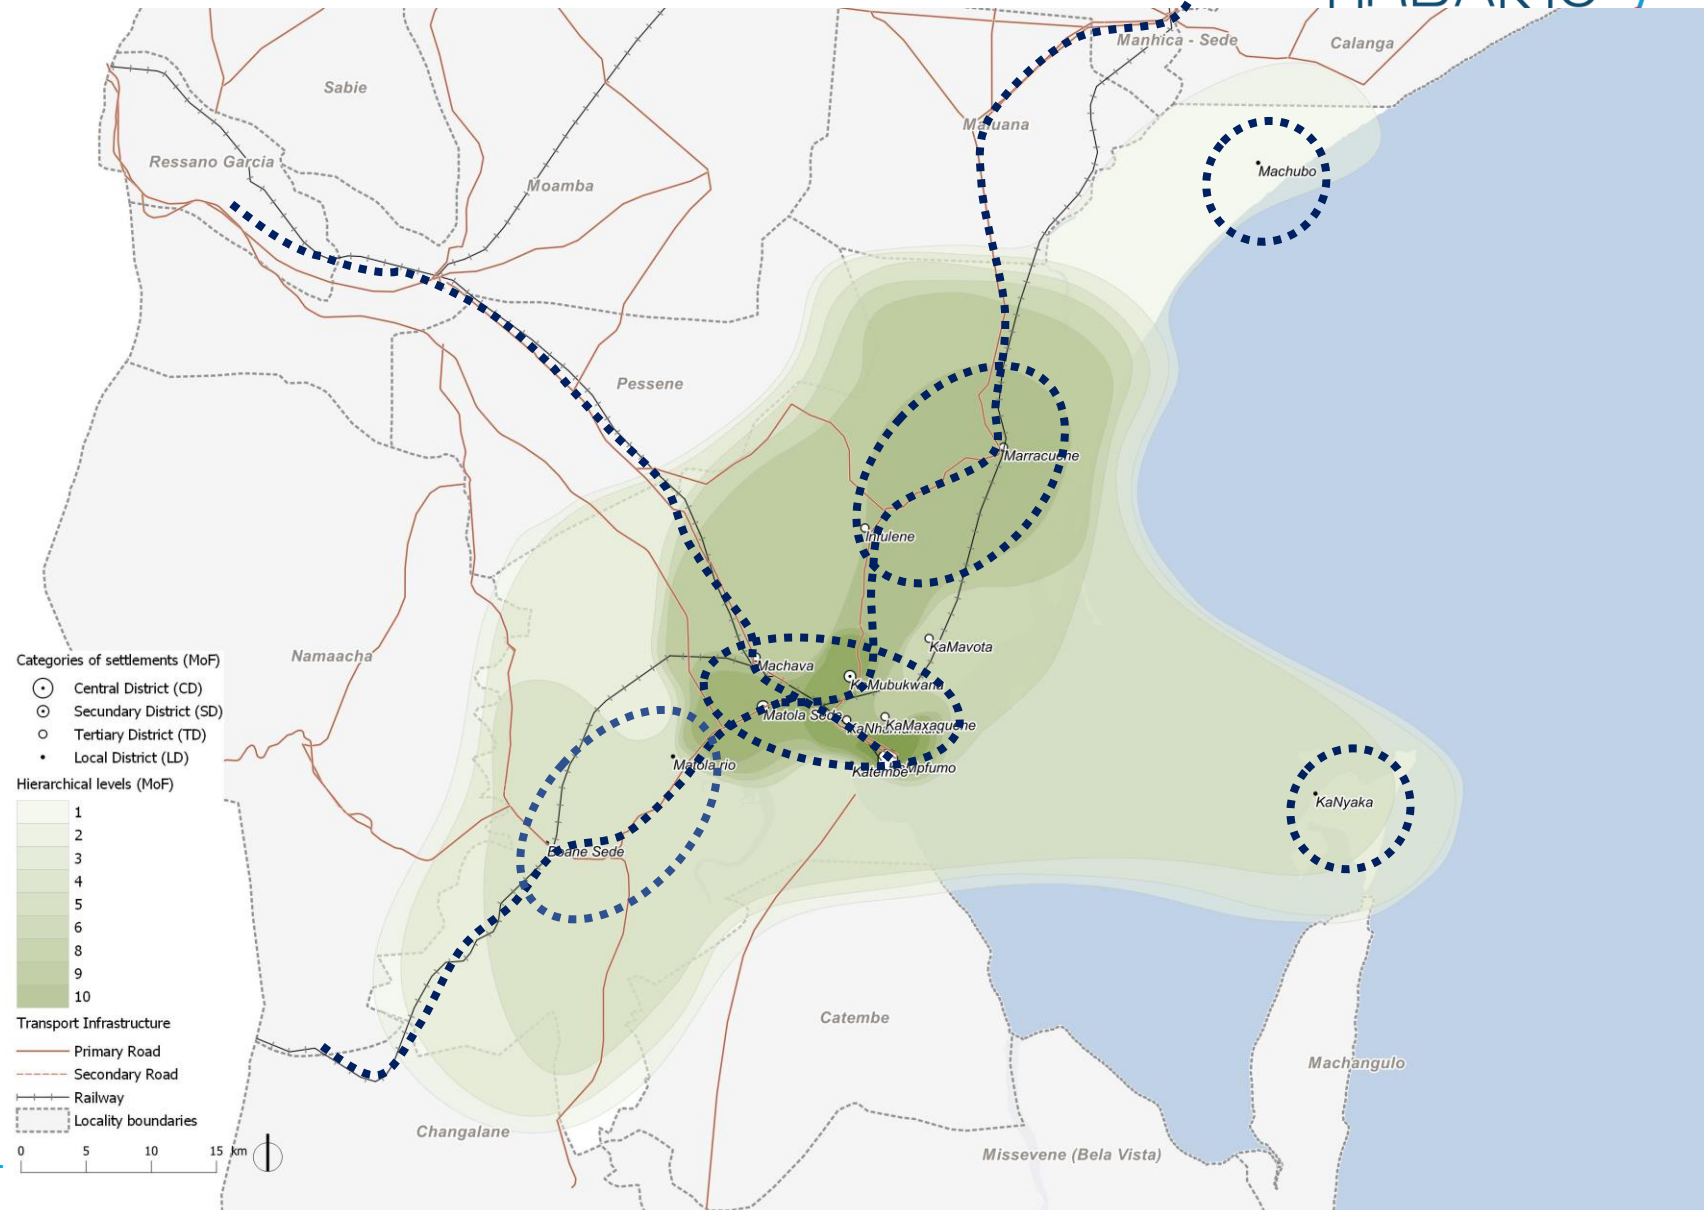 Manhica - Sede
Calanga
Sabie
Maluana
Ressano Garcia
Machubo
Moamba
Pessene
Marracuene
Infulene
KaMavota
Namaacha
Machava
KaMubukwana
Matola Sede
KaMaxaquene
Matola rio
Katembe
KaNyaka
Boane Sede
Catembe
Machangulo
Changalane
Missevene (Bela Vista)
Categories of settlements (MoF)
Central District (CD)
Secundary District (SD)
Tertiary District (TD)
Local District (LD)
Hierarchical levels (MoF)
1
2
3
4
5
6
8
9
10
Transport Infrastructure
Primary Road
Secondary Road
Railway
Locality boundaries
0 5 10 15 km